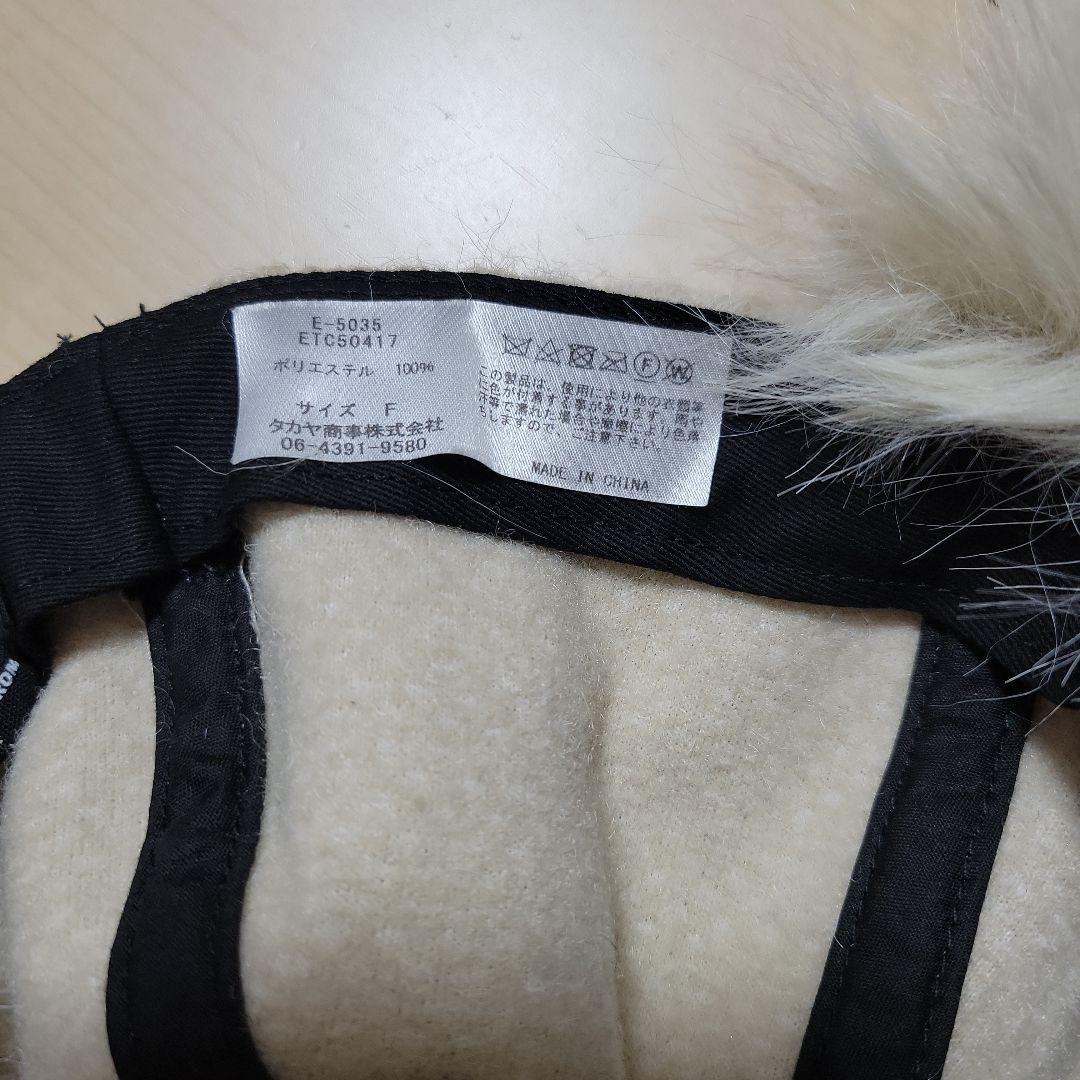 E-5035
ETC50417
ポリエステル 100%
サイズ F
タカヤ商事株式会社
06-4391-9580
F W
この製品は、使用により他の衣類等
に色が付着する事があります。雨や
汗等で濡れた場合や摩擦により色落
ちしますので、ご注意下さい。
MADE IN CHINA